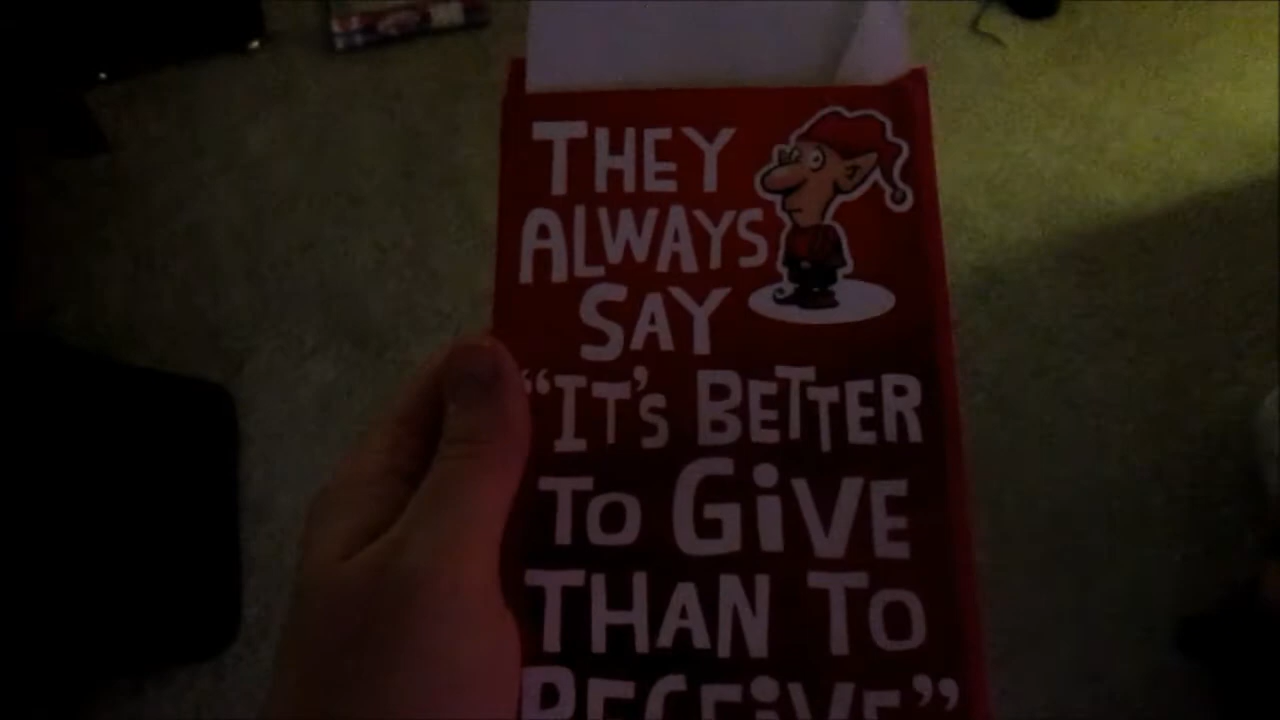 THEY
ALWAYS
SAY
“IT'S BETTER
TO GiVE
THAN TO
RECEiVE”